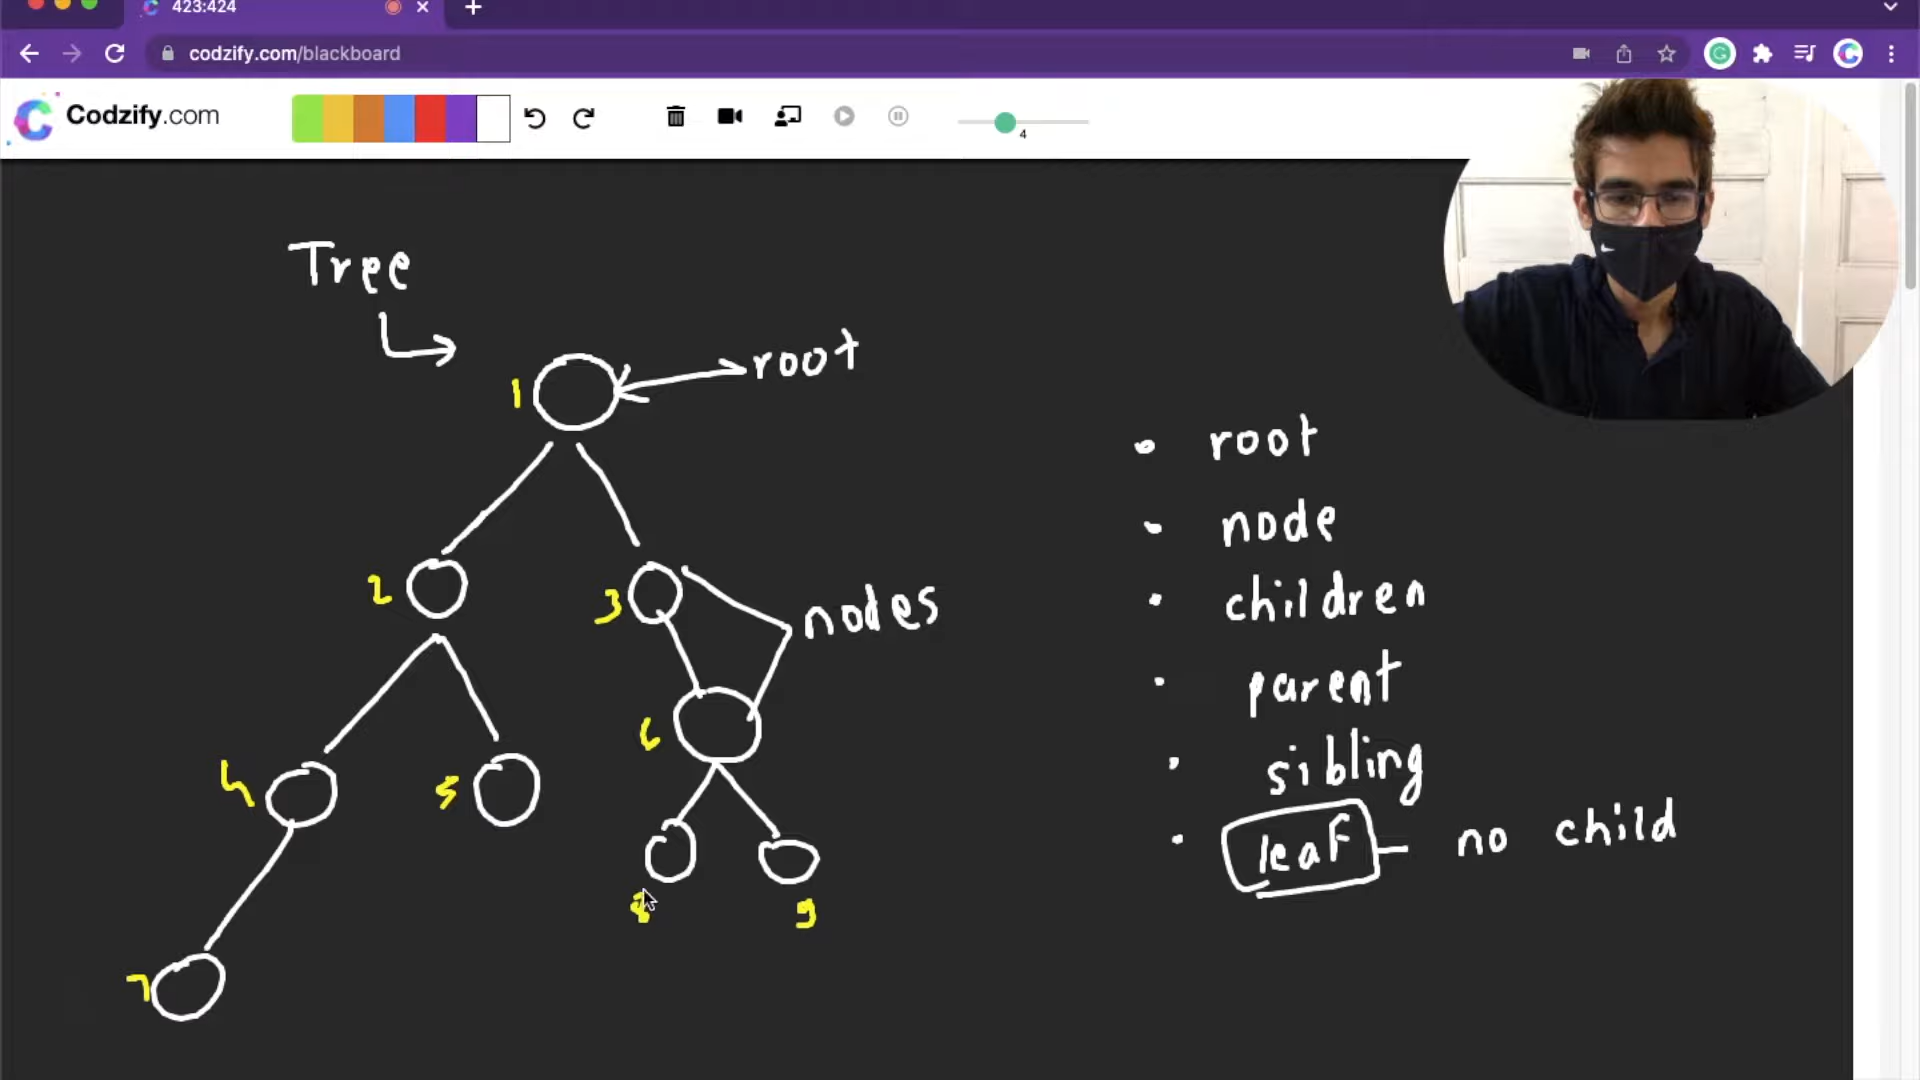 423:424
codzify.com/blackboard
Codzify.com
4
Tree
root
1
root
node
2
3
nodes
children
parent
6
sibling
4
5
leaf - no child
8
9
7